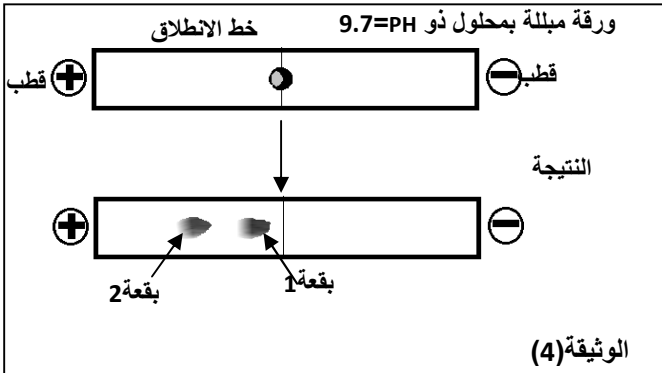 ورقة مبللة بمحلول ذو PH=9.7
خط الانطلاق
قطب
+
قطب
−
النتيجة
+
−
بقعة1
بقعة2
الوثيقة(4)